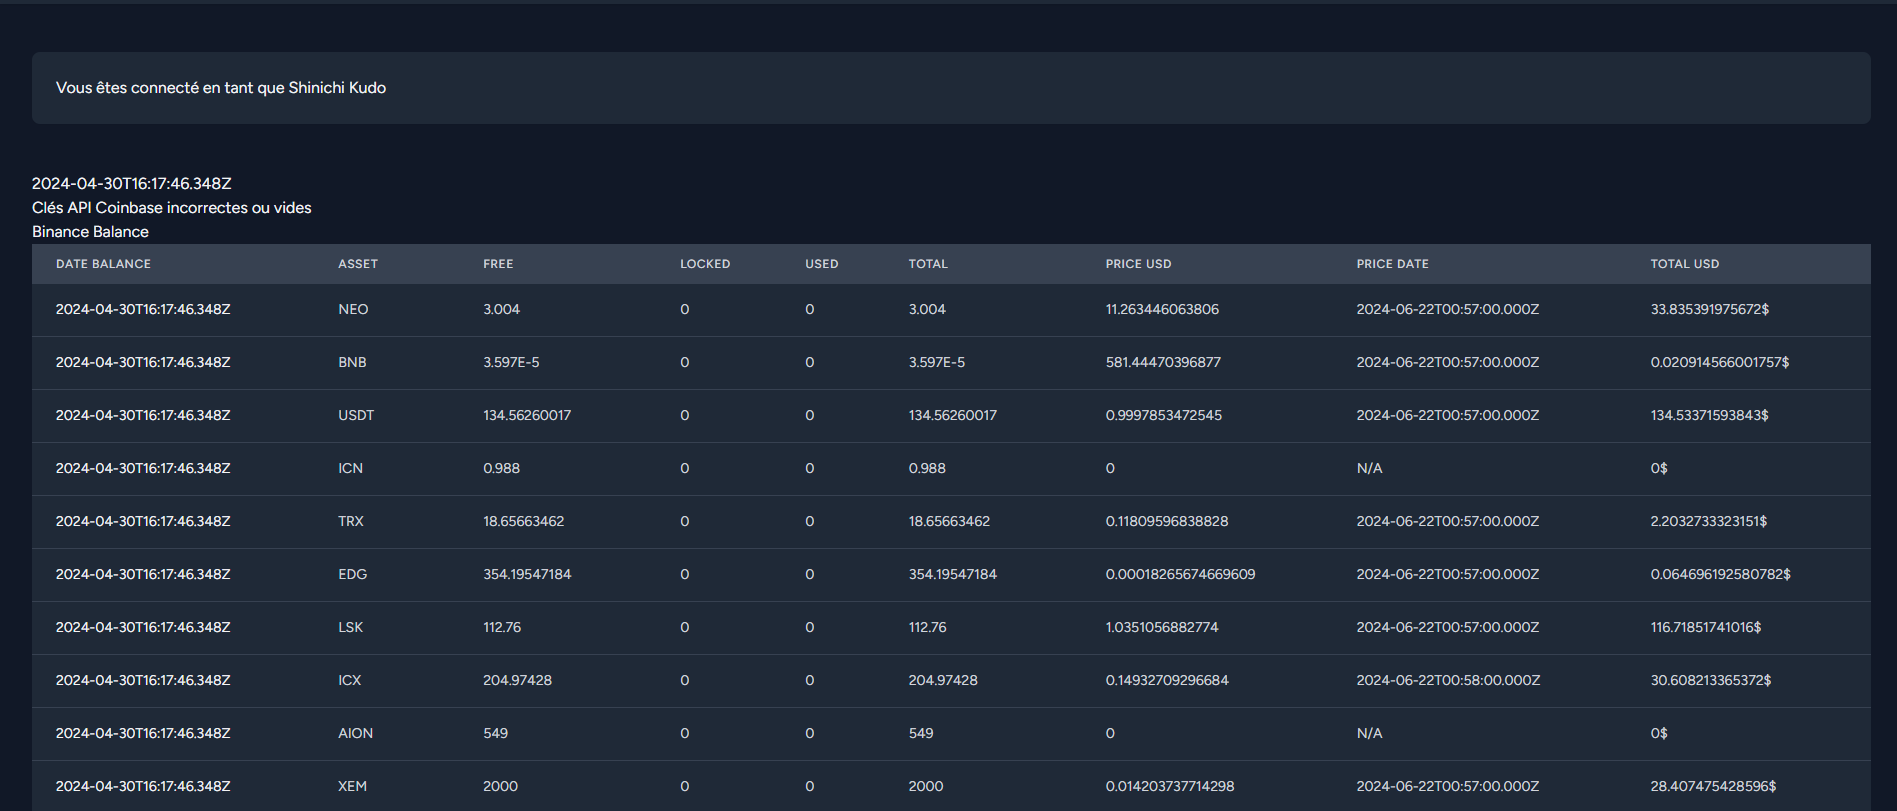 Vous êtes connecté en tant que Shinichi Kudo
2024-04-30T16:17:46.348Z
Clés API Coinbase incorrectes ou vides
Binance Balance
DATE BALANCE ASSET FREE LOCKED USED TOTAL PRICE USD PRICE DATE TOTAL USD
2024-04-30T16:17:46.348Z NEO 3.004 0 0 3.004 11.263446063806 2024-06-22T00:57:00.000Z 33.835391975672$
2024-04-30T16:17:46.348Z BNB 3.597E-5 0 0 3.597E-5 581.44470396877 2024-06-22T00:57:00.000Z 0.020914566001757$
2024-04-30T16:17:46.348Z USDT 134.56260017 0 0 134.56260017 0.9997853472545 2024-06-22T00:57:00.000Z 134.53371593843$
2024-04-30T16:17:46.348Z ICN 0.988 0 0 0.988 0 N/A 0$
2024-04-30T16:17:46.348Z TRX 18.65663462 0 0 18.65663462 0.11809596838828 2024-06-22T00:57:00.000Z 2.2032733323151$
2024-04-30T16:17:46.348Z EDG 354.19547184 0 0 354.19547184 0.00018265674669609 2024-06-22T00:57:00.000Z 0.064696192580782$
2024-04-30T16:17:46.348Z LSK 112.76 0 0 112.76 1.0351056882774 2024-06-22T00:57:00.000Z 116.71851741016$
2024-04-30T16:17:46.348Z ICX 204.97428 0 0 204.97428 0.14932709296684 2024-06-22T00:58:00.000Z 30.608213365372$
2024-04-30T16:17:46.348Z AION 549 0 0 549 0 N/A 0$
2024-04-30T16:17:46.348Z XEM 2000 0 0 2000 0.014203737714298 2024-06-22T00:57:00.000Z 28.407475428596$